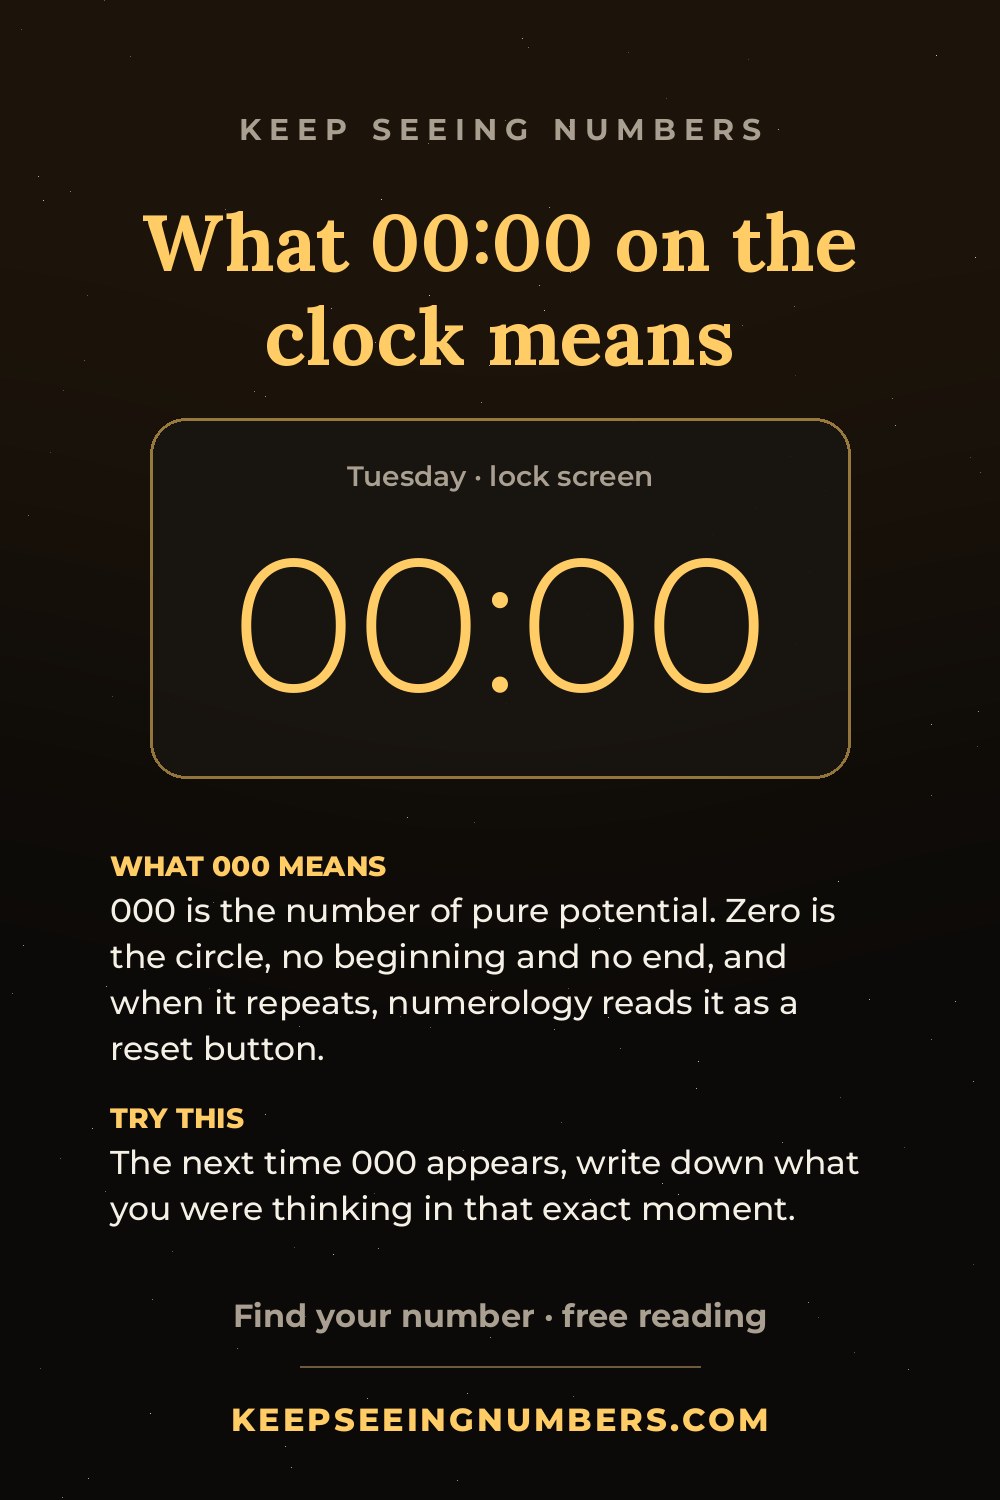 KEEP SEEING NUMBERS
What 00:00 on the
clock means
Tuesday · lock screen
00:00
WHAT 000 MEANS
000 is the number of pure potential. Zero is
the circle, no beginning and no end, and
when it repeats, numerology reads it as a
reset button.
TRY THIS
The next time 000 appears, write down what
you were thinking in that exact moment.
Find your number · free reading
KEEPSEEINGNUMBERS.COM